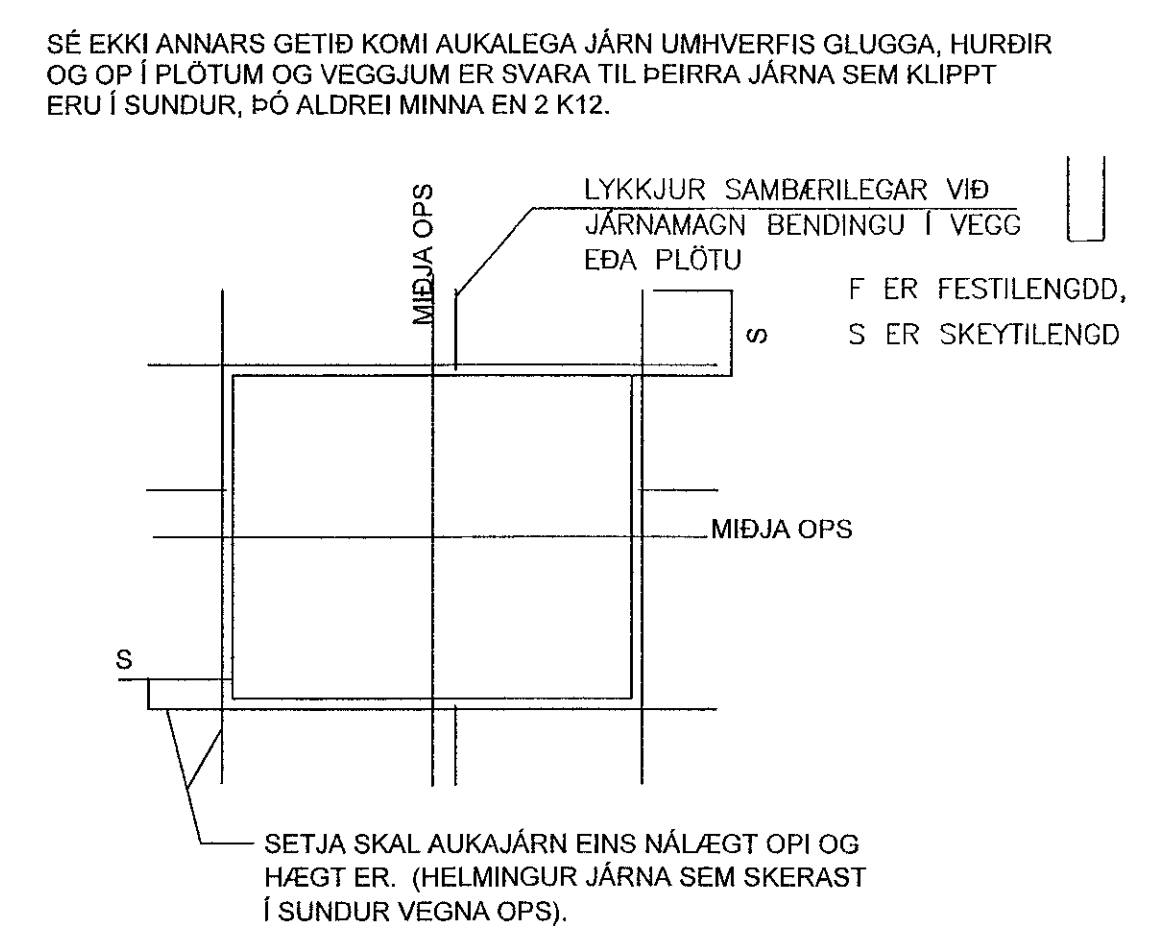 SÉ EKKI ANNARS GETIÐ KOMI AUKALEGA JÁRN UMHVERFIS GLUGGA, HURÐIR
OG OP Í PLÖTUM OG VEGGJUM ER SVARA TIL ÞEIRRA JÁRNA SEM KLIPPT
ERU Í SUNDUR, ÞÓ ALDREI MINNA EN 2 K12.
MIÐJA OPS
LYKKJUR SAMBÆRILEGAR VIÐ
JÁRNAMAGN BENDINGU Í VEGG
EÐA PLÖTU
F ER FESTILENGDD,
S ER SKEYTILENGD
S
MIÐJA OPS
S
SETJA SKAL AUKAJÁRN EINS NÁLÆGT OPI OG
HÆGT ER. (HELMINGUR JÁRNA SEM SKERAST
Í SUNDUR VEGNA OPS).